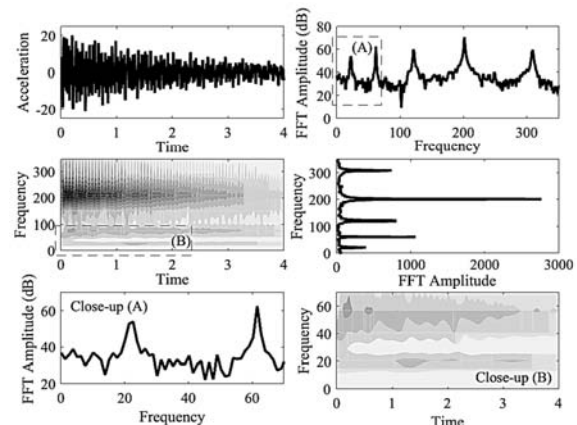 Acceleration
20
0
-20
0 1 2 3 4
Time
FFT Amplitude (dB)
80
60
40
20
0
(A)
0 100 200 300
Frequency
Frequency
300
200
100
0
(B)
0 1 2 3 4
Time
Frequency
300
200
100
0
0 1000 2000 3000
FFT Amplitude
FFT Amplitude (dB)
60
40
20
Close-up (A)
0 20 40 60
Frequency
Frequency
60
40
20
0
Close-up (B)
0 1 2 3 4
Time